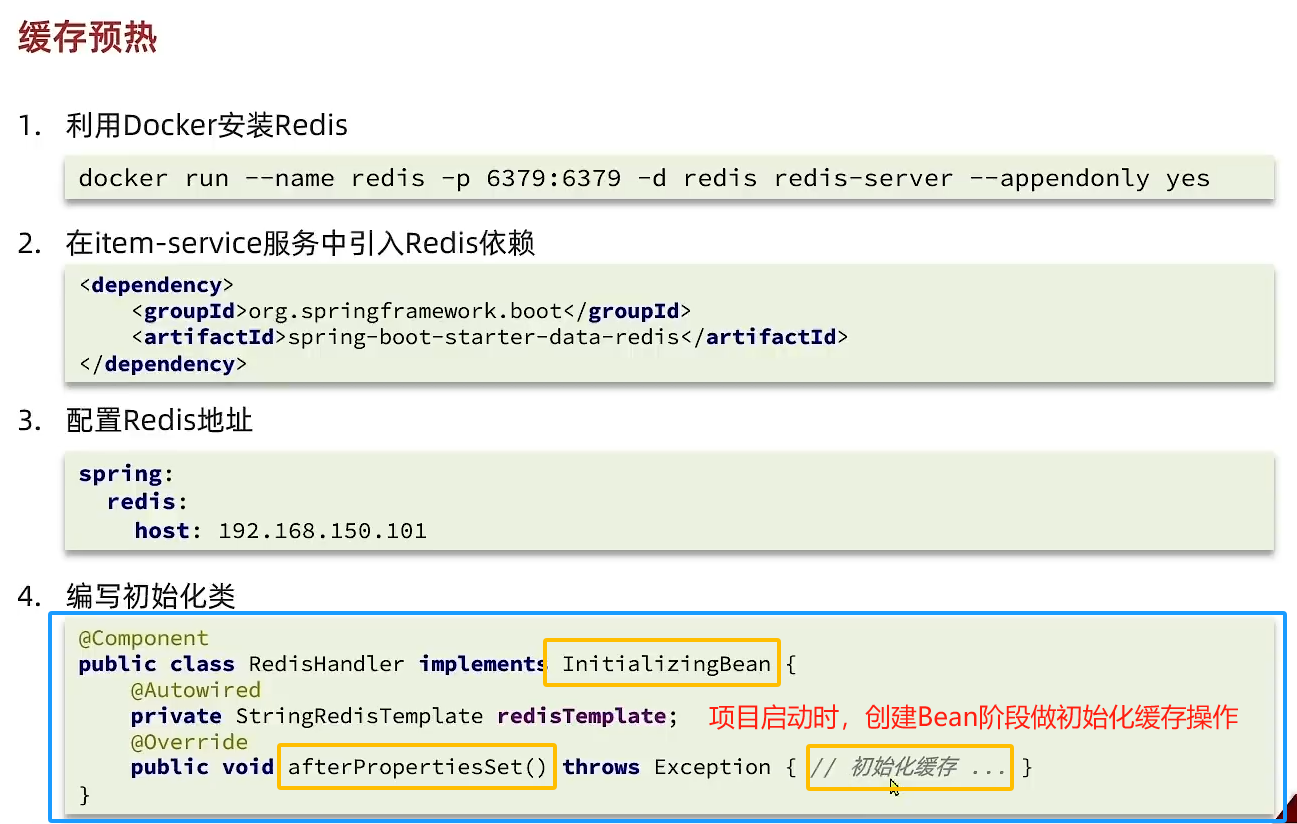 缓存预热
1. 利用Docker安装Redis
docker run --name redis -p 6379:6379 -d redis redis-server --appendonly yes
2. 在item-service服务中引入Redis依赖
<dependency>
    <groupId>org.springframework.boot</groupId>
    <artifactId>spring-boot-starter-data-redis</artifactId>
</dependency>
3. 配置Redis地址
spring:
  redis:
    host: 192.168.150.101
4. 编写初始化类
@Component
public class RedisHandler implements InitializingBean {
    @Autowired
    private StringRedisTemplate redisTemplate; 项目启动时，创建Bean阶段做初始化缓存操作
    @Override
    public void afterPropertiesSet() throws Exception { // 初始化缓存 ... }
}